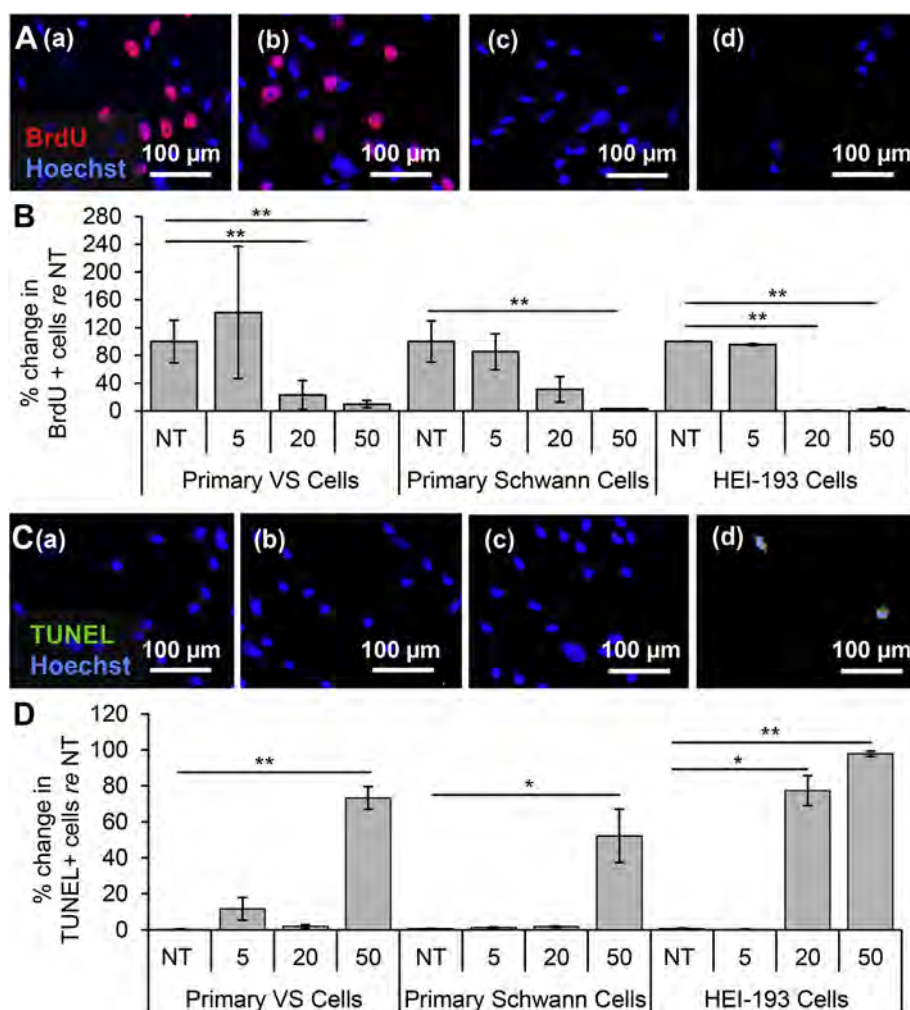 A (a) (b) (c) (d)
BrdU
Hoechst
100 µm 100 µm 100 µm 100 µm
B
% change in
BrdU + cells re NT
280
240
200
160
120
80
40
0
** ** ** ** **
NT 5 20 50 NT 5 20 50 NT 5 20 50
Primary VS Cells Primary Schwann Cells HEI-193 Cells
C (a) (b) (c) (d)
TUNEL
Hoechst
100 µm 100 µm 100 µm 100 µm
D
% change in
TUNEL+ cells re NT
120
100
80
60
40
20
0
** * * **
NT 5 20 50 NT 5 20 50 NT 5 20 50
Primary VS Cells Primary Schwann Cells HEI-193 Cells